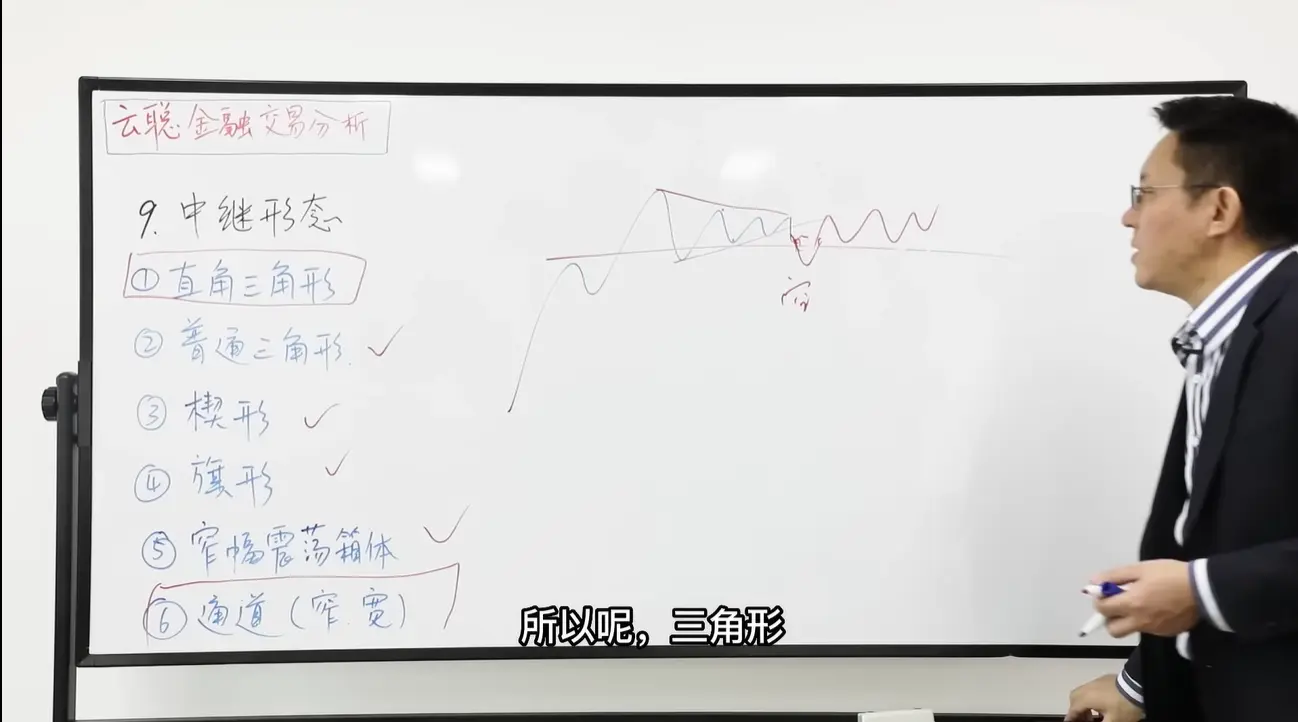 云聪金融交易分析
9. 中继形态
① 直角三角形
② 普通三角形
③ 楔形
④ 旗形
⑤ 窄幅震荡箱体
⑥ 通道（窄、宽）
所以呢，三角形